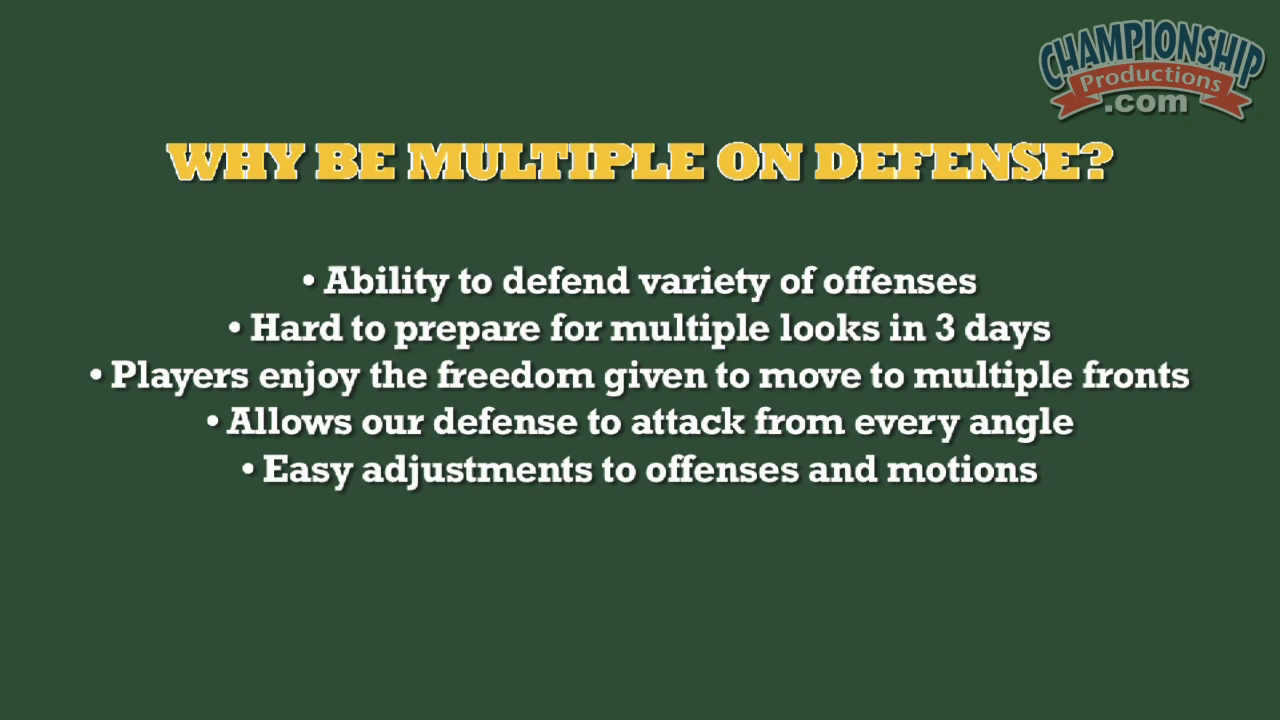 CHAMPIONSHIP
Productions
.com
WHY BE MULTIPLE ON DEFENSE?
• Ability to defend variety of offenses
• Hard to prepare for multiple looks in 3 days
• Players enjoy the freedom given to move to multiple fronts
• Allows our defense to attack from every angle
• Easy adjustments to offenses and motions